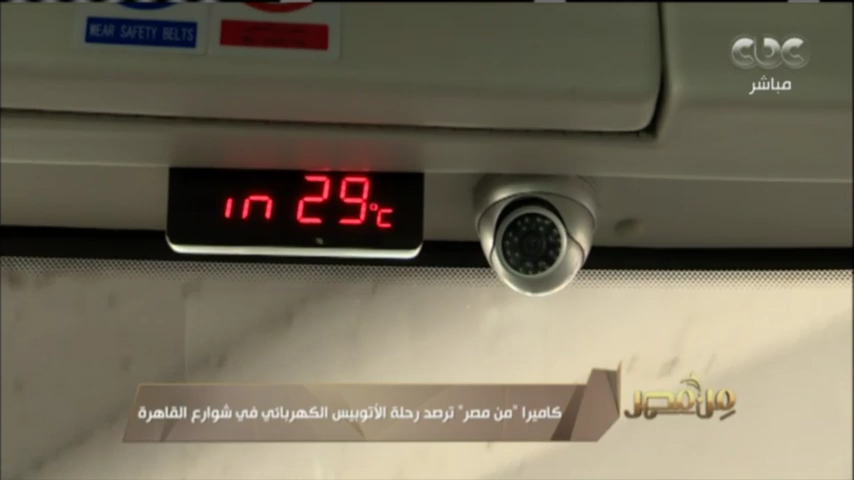 WEAR SAFETY BELTS
CBC
مباشر
in 29°C
كاميرا "من مصر" ترصد رحلة الأتوبيس الكهربائي في شوارع القاهرة
من مصر